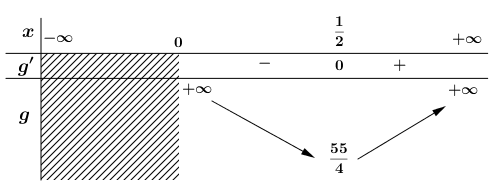 x −∞ 0 1/2 +∞
g′ − 0 +
g +∞ 55/4 +∞